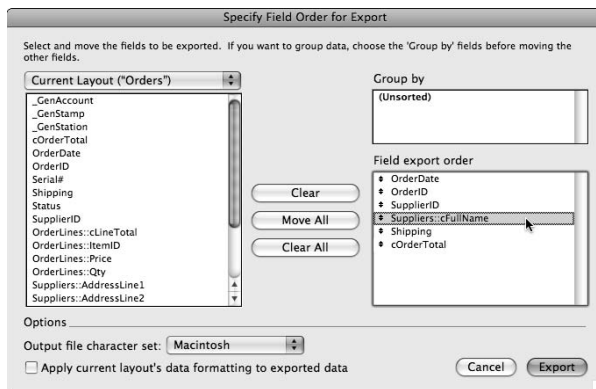 Specify Field Order for Export
Select and move the fields to be exported. If you want to group data, choose the 'Group by' fields before moving the
other fields.
Current Layout ("Orders")
_GenAccount
_GenStamp
_GenStation
cOrderTotal
OrderDate
OrderID
Serial#
Shipping
Status
SupplierID
OrderLines::cLineTotal
OrderLines::ItemID
OrderLines::Price
OrderLines::Qty
Suppliers::AddressLine1
Suppliers::AddressLine2
Clear
Move All
Clear All
Group by
(Unsorted)
Field export order
OrderDate
OrderID
SupplierID
Suppliers::cFullName
Shipping
cOrderTotal
Options
Output file character set: Macintosh
Apply current layout's data formatting to exported data
Cancel
Export